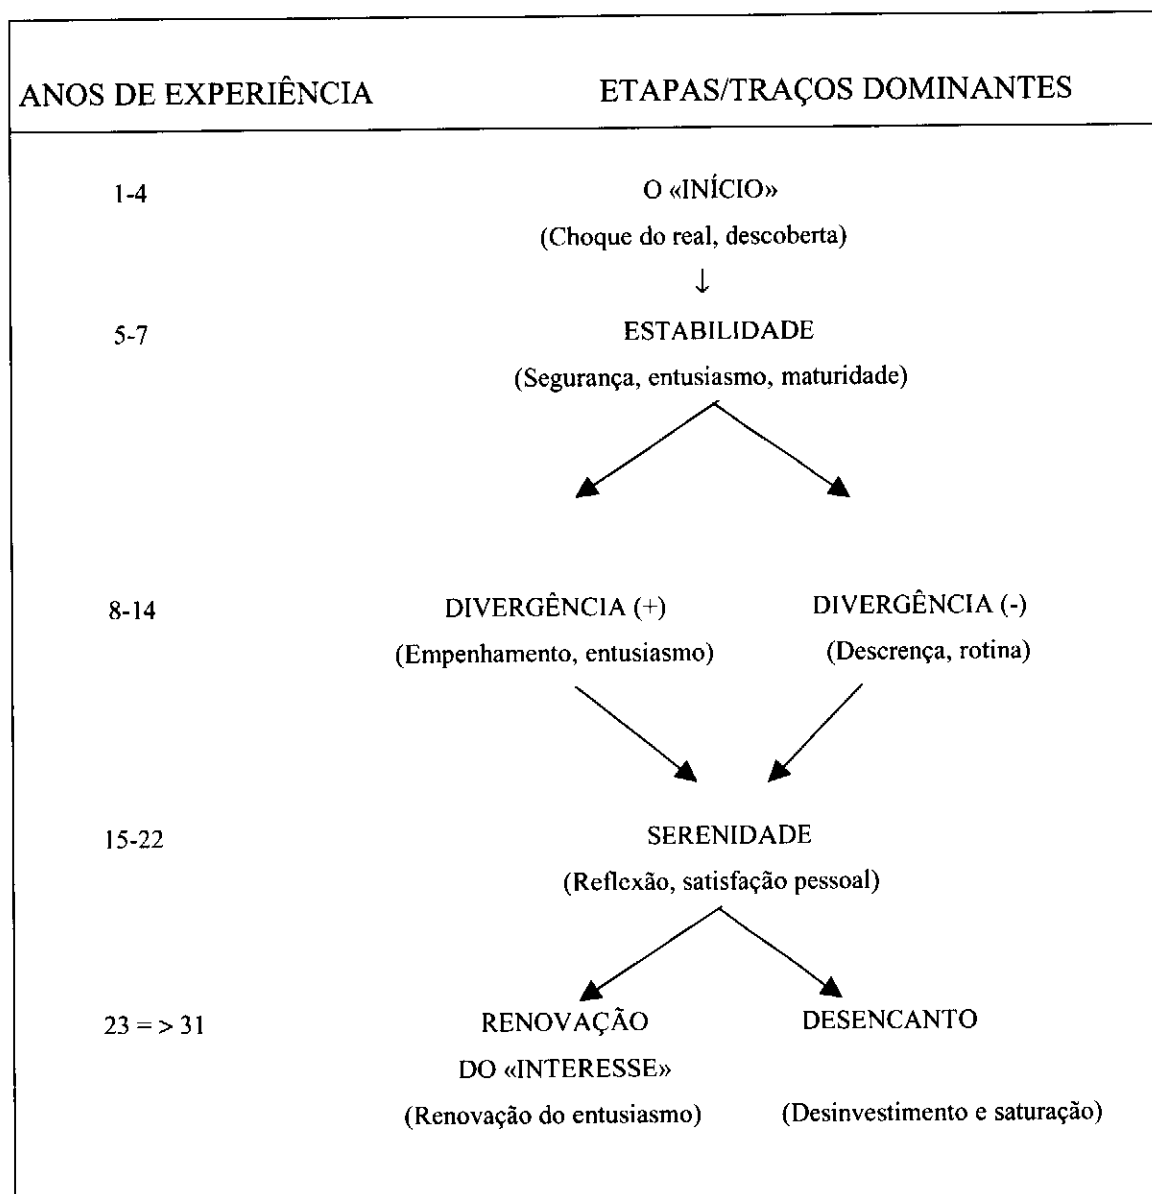 ANOS DE EXPERIÊNCIA ETAPAS/TRAÇOS DOMINANTES
1-4 O «INÍCIO»
(Choque do real, descoberta)
↓
5-7 ESTABILIDADE
(Segurança, entusiasmo, maturidade)
8-14 DIVERGÊNCIA (+) DIVERGÊNCIA (-)
(Empenhamento, entusiasmo) (Descrença, rotina)
15-22 SERENIDADE
(Reflexão, satisfação pessoal)
23 = > 31 RENOVAÇÃO DESENCANTO
DO «INTERESSE»
(Renovação do entusiasmo) (Desinvestimento e saturação)